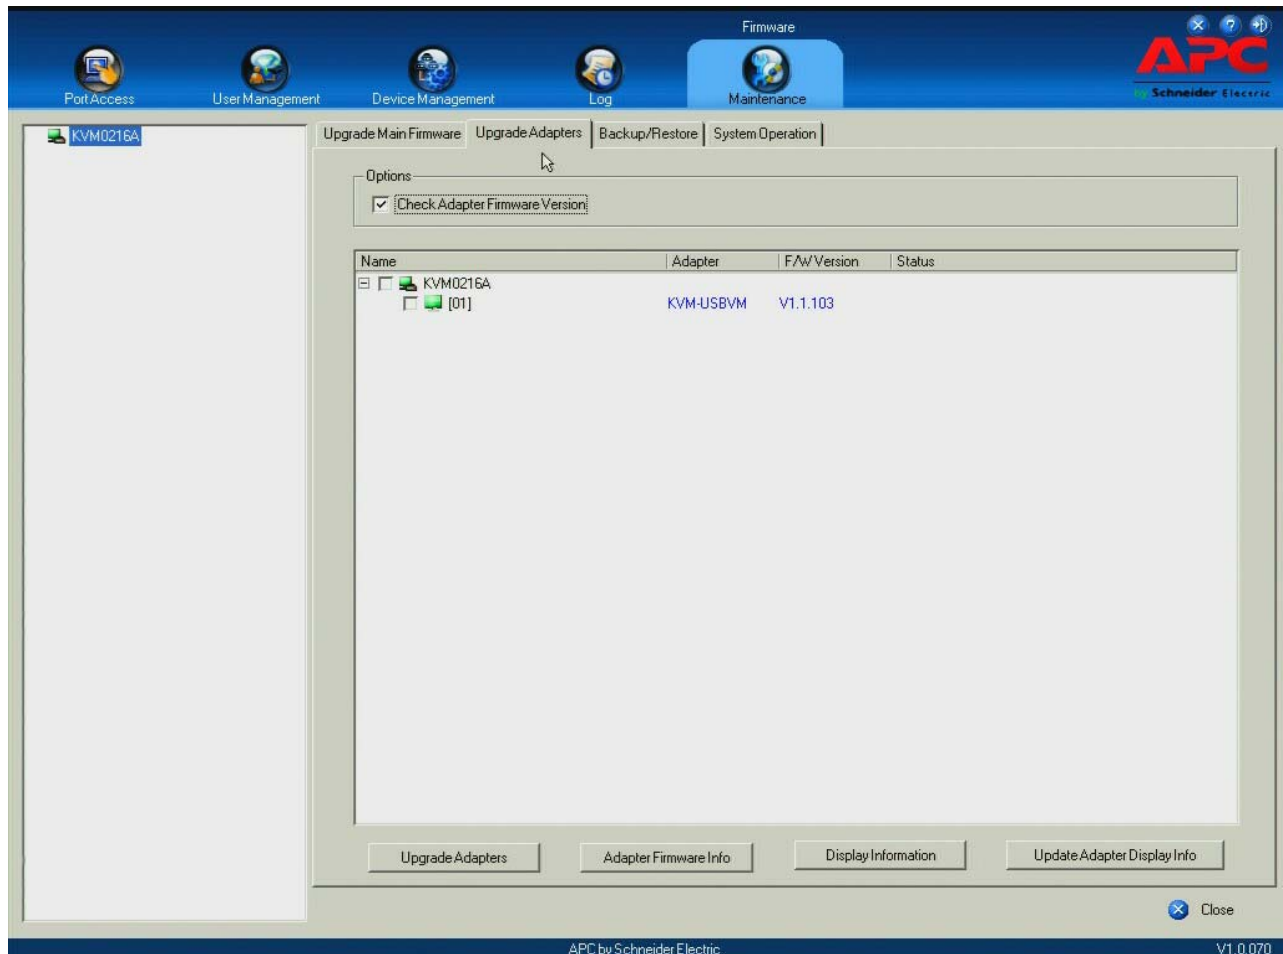 Firmware
APC
by Schneider Electric
Port Access
User Management
Device Management
Log
Maintenance
KVM0216A
Upgrade Main Firmware
Upgrade Adapters
Backup/Restore
System Operation
Options
Check Adapter Firmware Version
Name Adapter F/W Version Status
KVM0216A
[01] KVM-USBVM V1.1.103
Upgrade Adapters
Adapter Firmware Info
Display Information
Update Adapter Display Info
Close
APC by Schneider Electric
V1.0.070